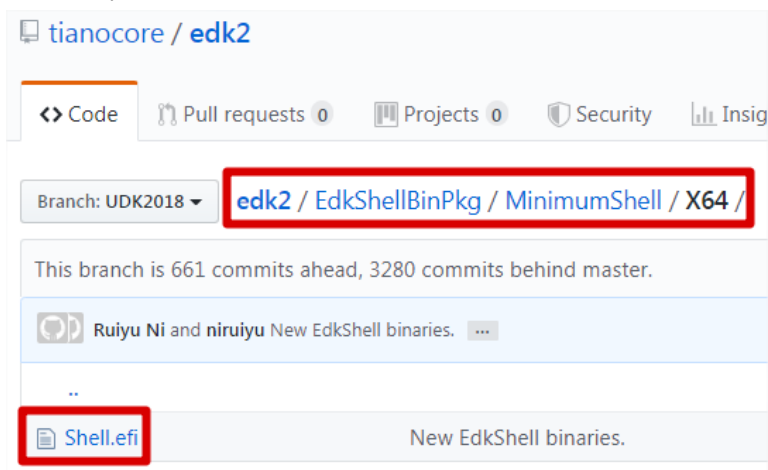 tianocore / edk2
<> Code Pull requests 0 Projects 0 Security Insig
Branch: UDK2018 edk2 / EdkShellBinPkg / MinimumShell / X64 /
This branch is 661 commits ahead, 3280 commits behind master.
Ruiyu Ni and niruiyu New EdkShell binaries. ...
..
Shell.efi New EdkShell binaries.